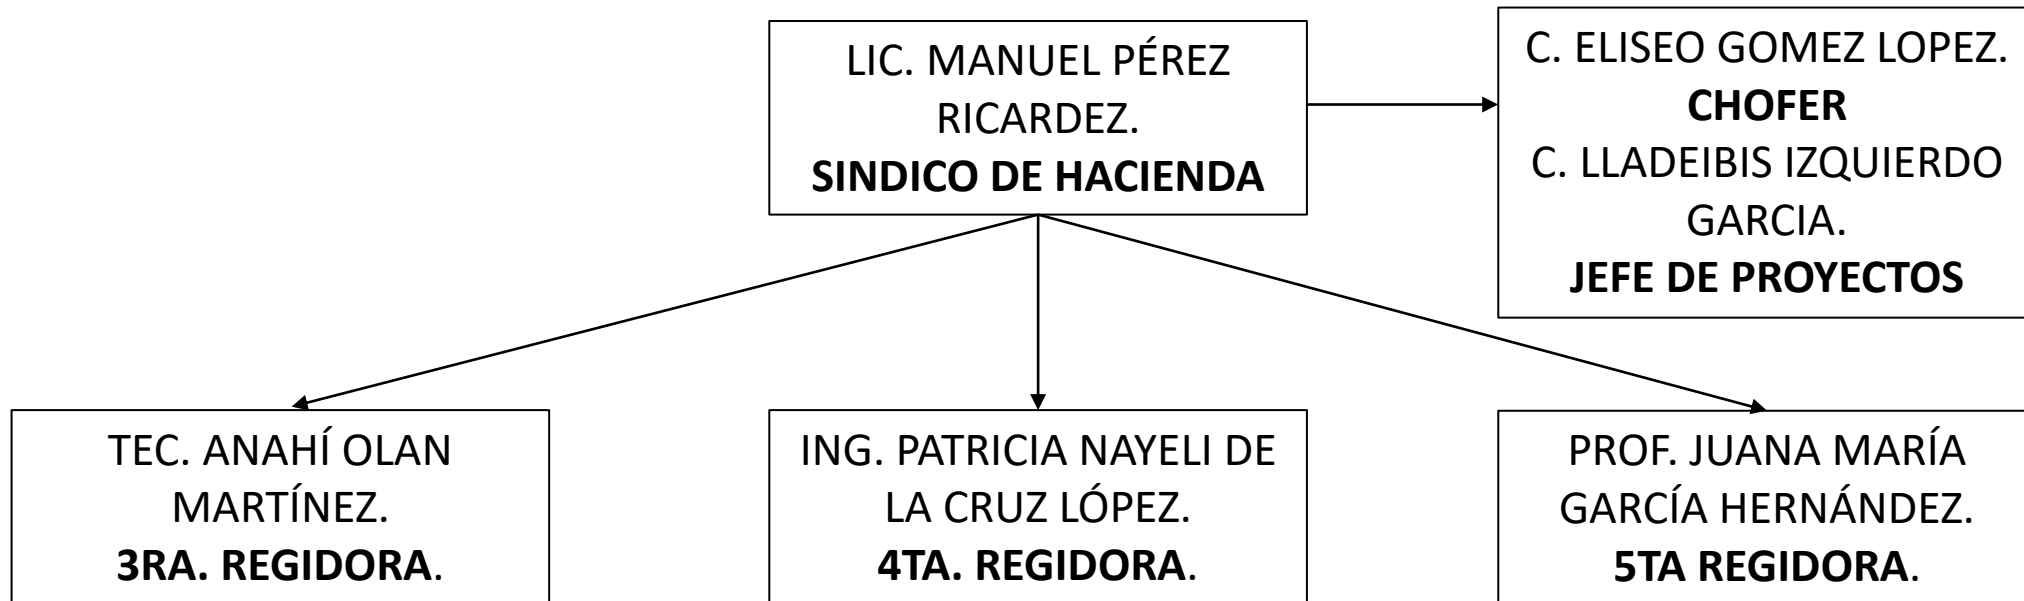 LIC. MANUEL PÉREZ
RICARDEZ.
SINDICO DE HACIENDA
C. ELISEO GOMEZ LOPEZ.
CHOFER
C. LLADEIBIS IZQUIERDO
GARCIA.
JEFE DE PROYECTOS
TEC. ANAHÍ OLAN
MARTÍNEZ.
3RA. REGIDORA.
ING. PATRICIA NAYELI DE
LA CRUZ LÓPEZ.
4TA. REGIDORA.
PROF. JUANA MARÍA
GARCÍA HERNÁNDEZ.
5TA REGIDORA.